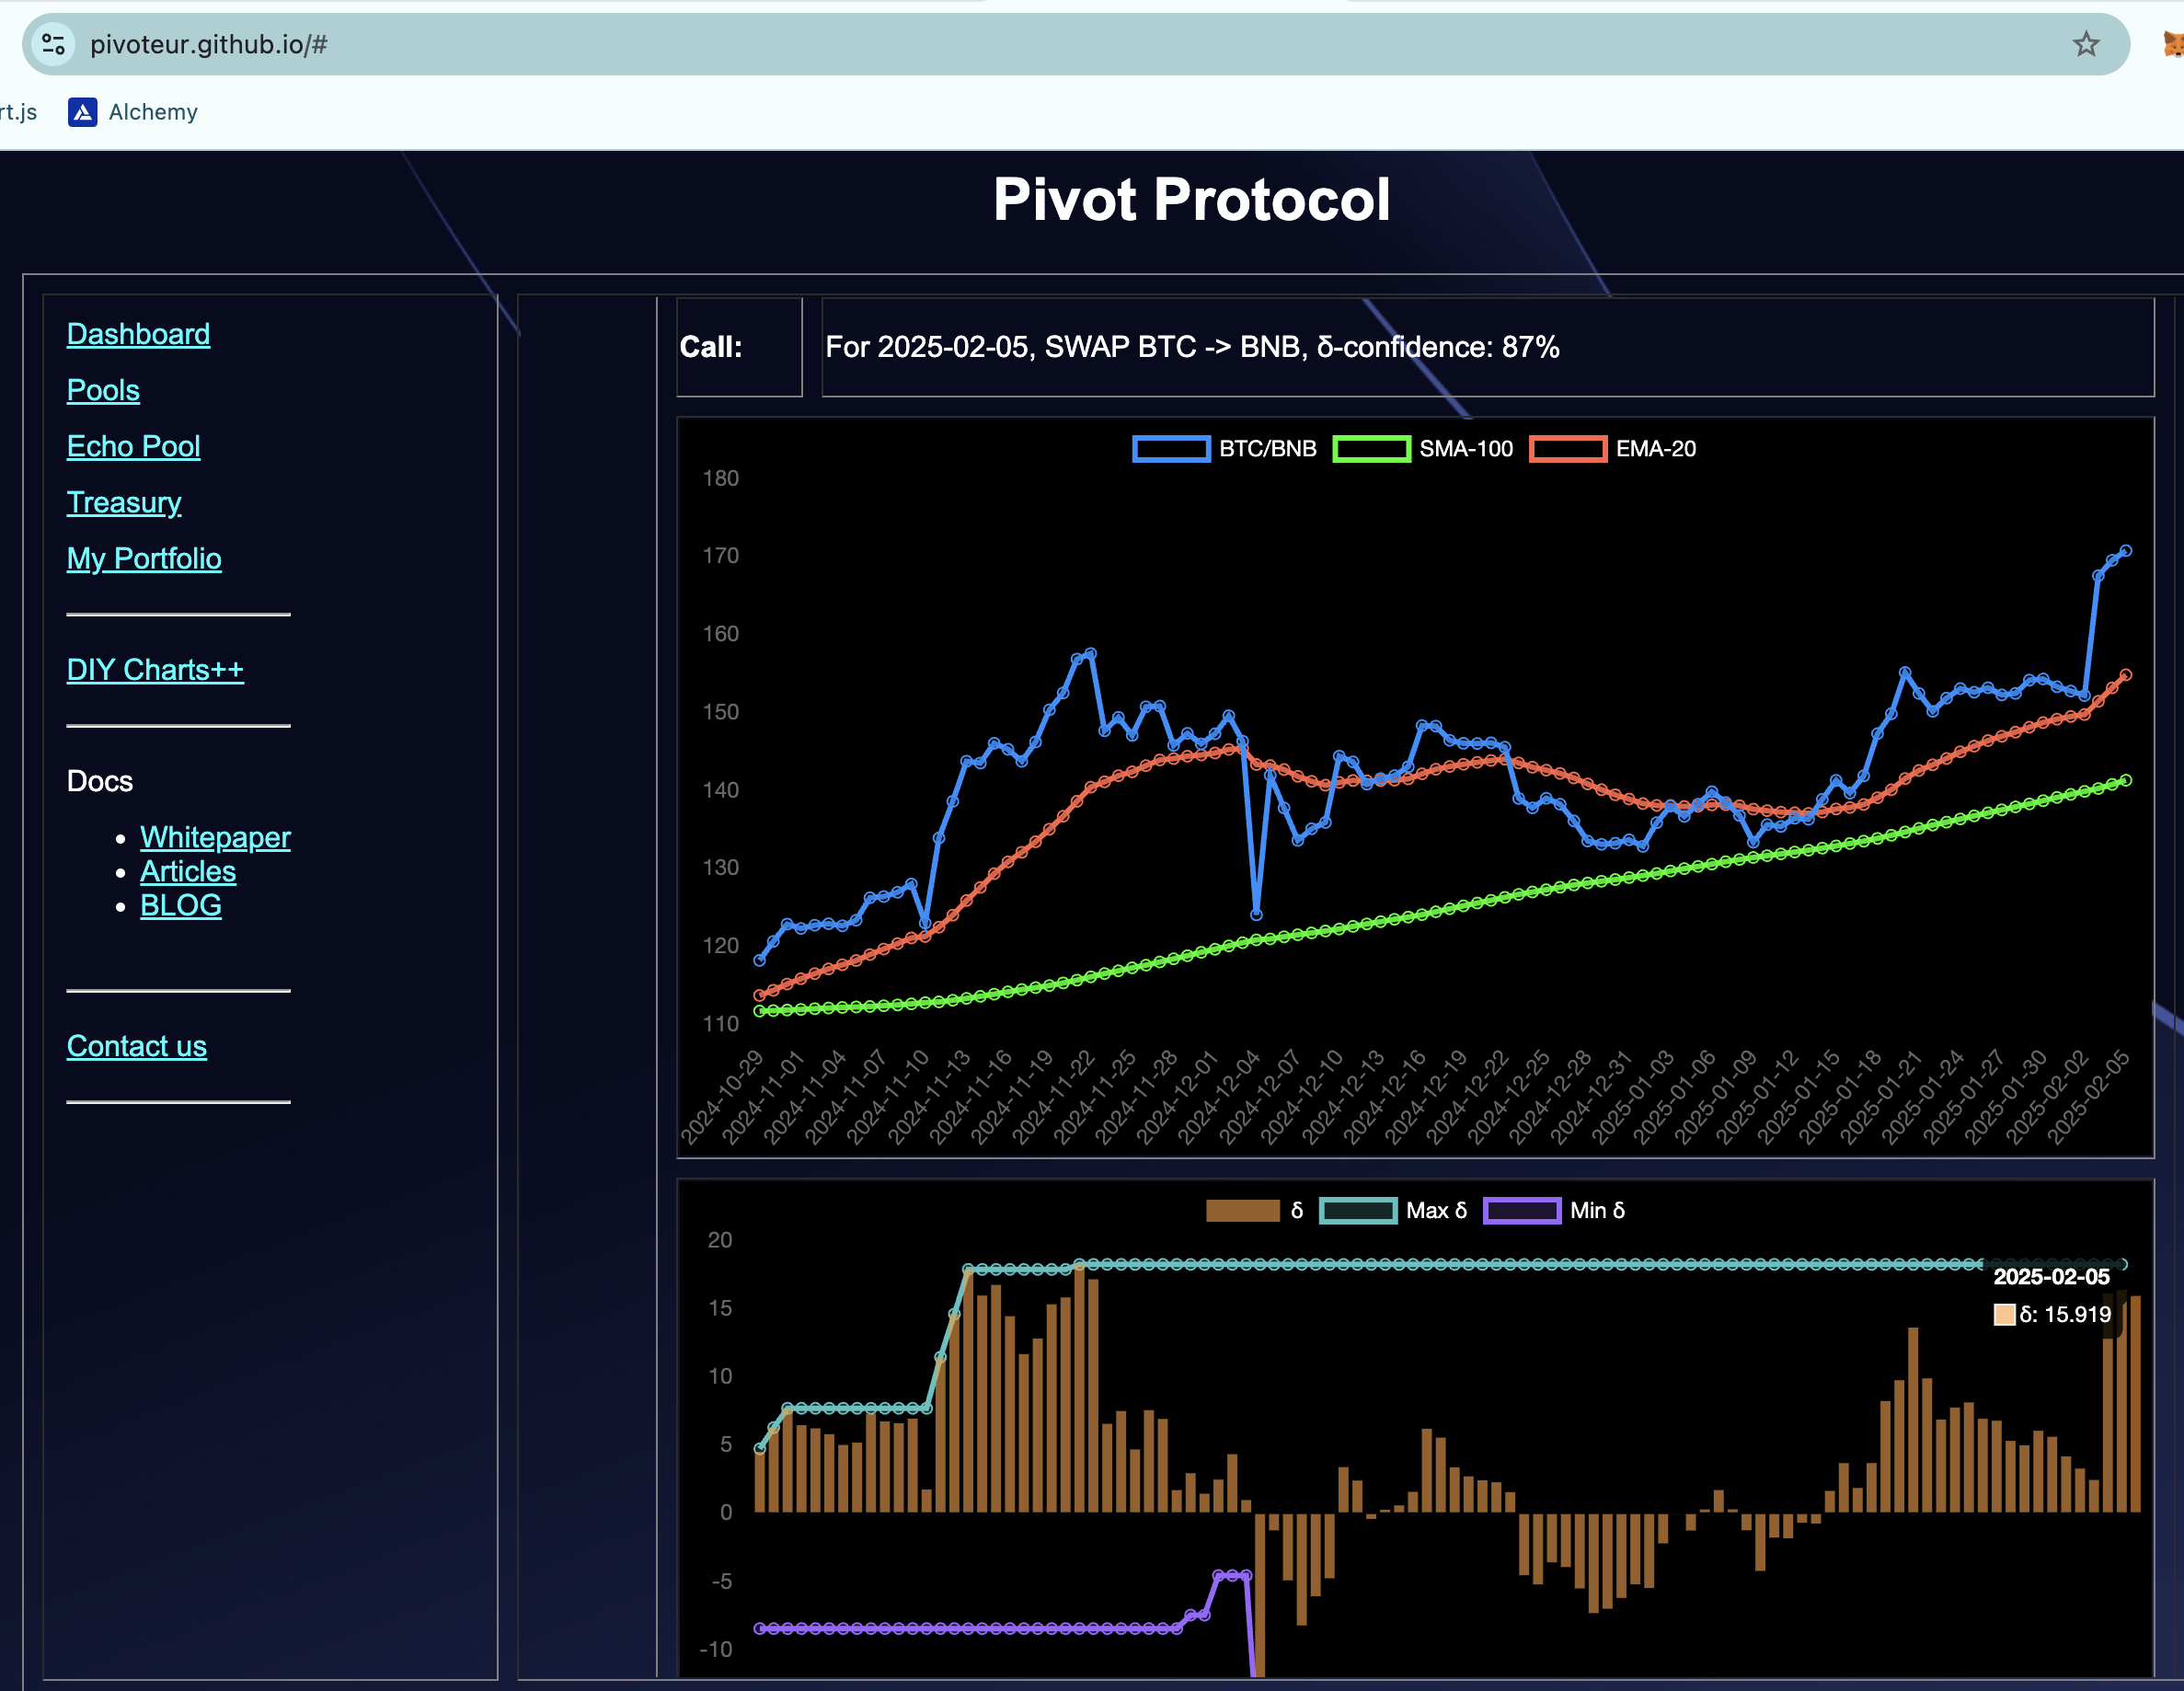 pivoteur.github.io/#
rt.js
Alchemy
Pivot Protocol
Dashboard
Pools
Echo Pool
Treasury
My Portfolio
DIY Charts++
Docs
Whitepaper
Articles
BLOG
Contact us
Call:
For 2025-02-05, SWAP BTC -> BNB, δ-confidence: 87%
BTC/BNB SMA-100 EMA-20
180
170
160
150
140
130
120
110
2024-10-29
2024-11-01
2024-11-04
2024-11-07
2024-11-10
2024-11-13
2024-11-16
2024-11-19
2024-11-22
2024-11-25
2024-11-28
2024-12-01
2024-12-04
2024-12-07
2024-12-10
2024-12-13
2024-12-16
2024-12-19
2024-12-22
2024-12-25
2024-12-28
2024-12-31
2025-01-03
2025-01-06
2025-01-09
2025-01-12
2025-01-15
2025-01-18
2025-01-21
2025-01-24
2025-01-27
2025-01-30
2025-02-02
2025-02-05
δ Max δ Min δ
20
15
10
5
0
-5
-10
2025-02-05
δ: 15.919